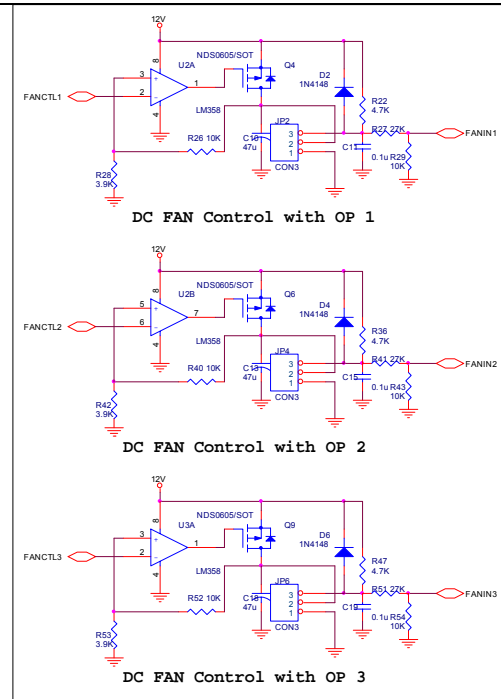 12V
NDS0605/SOT
Q4
U2A
8
3
2
1
4
D2
1N4148
FANCTL1
LM358
R22
4.7K
R26 10K
C10
47u
JP2
3
2
1
CON3
R27 27K
FANIN1
C11
0.1u
R29
10K
R28
3.9K
DC FAN Control with OP 1
12V
NDS0605/SOT
Q6
U2B
8
5
6
7
4
D4
1N4148
FANCTL2
LM358
R36
4.7K
R40 10K
C13
47u
JP4
3
2
1
CON3
R41 27K
FANIN2
C15
0.1u
R43
10K
R42
3.9K
DC FAN Control with OP 2
12V
NDS0605/SOT
Q9
U3A
8
3
2
1
4
D6
1N4148
FANCTL3
LM358
R47
4.7K
R52 10K
C18
47u
JP6
3
2
1
CON3
R51 27K
FANIN3
C19
0.1u
R54
10K
R53
3.9K
DC FAN Control with OP 3